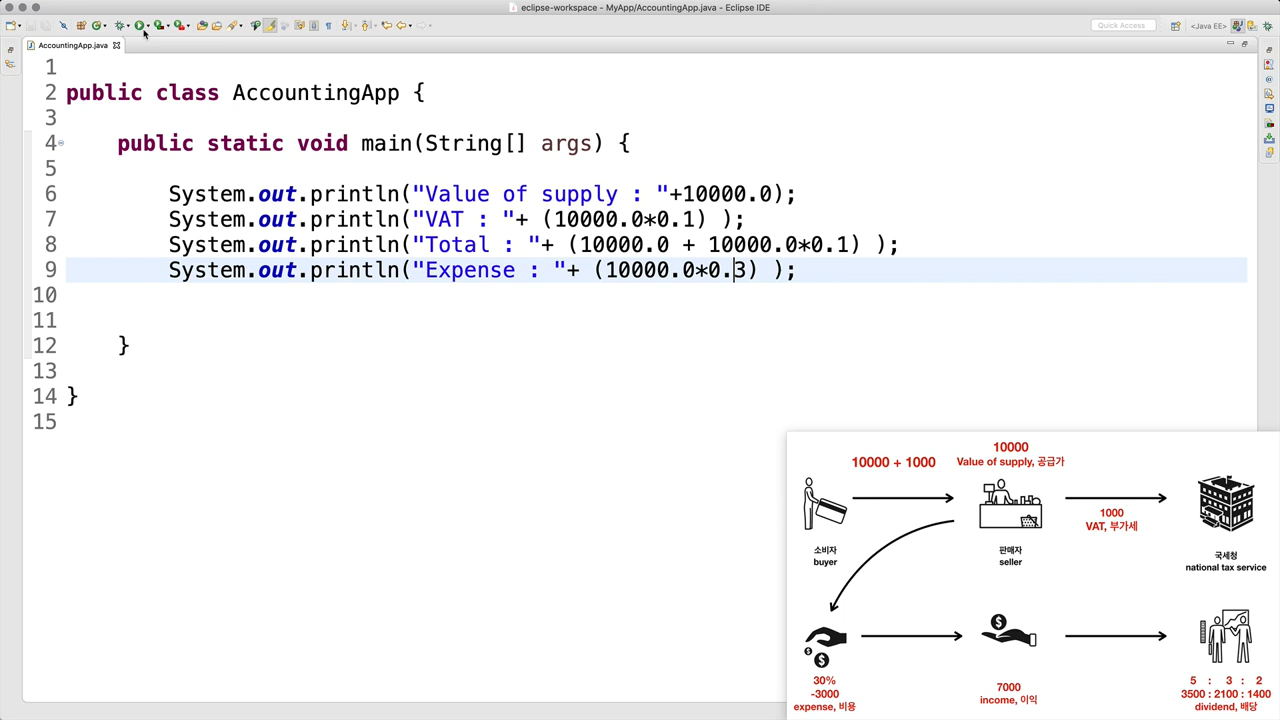 eclipse-workspace - MyApp/AccountingApp.java - Eclipse IDE
Quick Access
<Java EE>
AccountingApp.java
1
2 public class AccountingApp {
3
4 public static void main(String[] args) {
5
6 System.out.println("Value of supply : "+10000.0);
7 System.out.println("VAT : "+ (10000.0*0.1) );
8 System.out.println("Total : "+ (10000.0 + 10000.0*0.1) );
9 System.out.println("Expense : "+ (10000.0*0.3) );
10
11
12 }
13
14 }
15
10000
10000 + 1000
Value of supply, 공급가
1000
VAT, 부가세
소비자
buyer
판매자
seller
국세청
national tax service
30%
-3000
expense, 비용
7000
income, 이익
5 : 3 : 2
3500 : 2100 : 1400
dividend, 배당